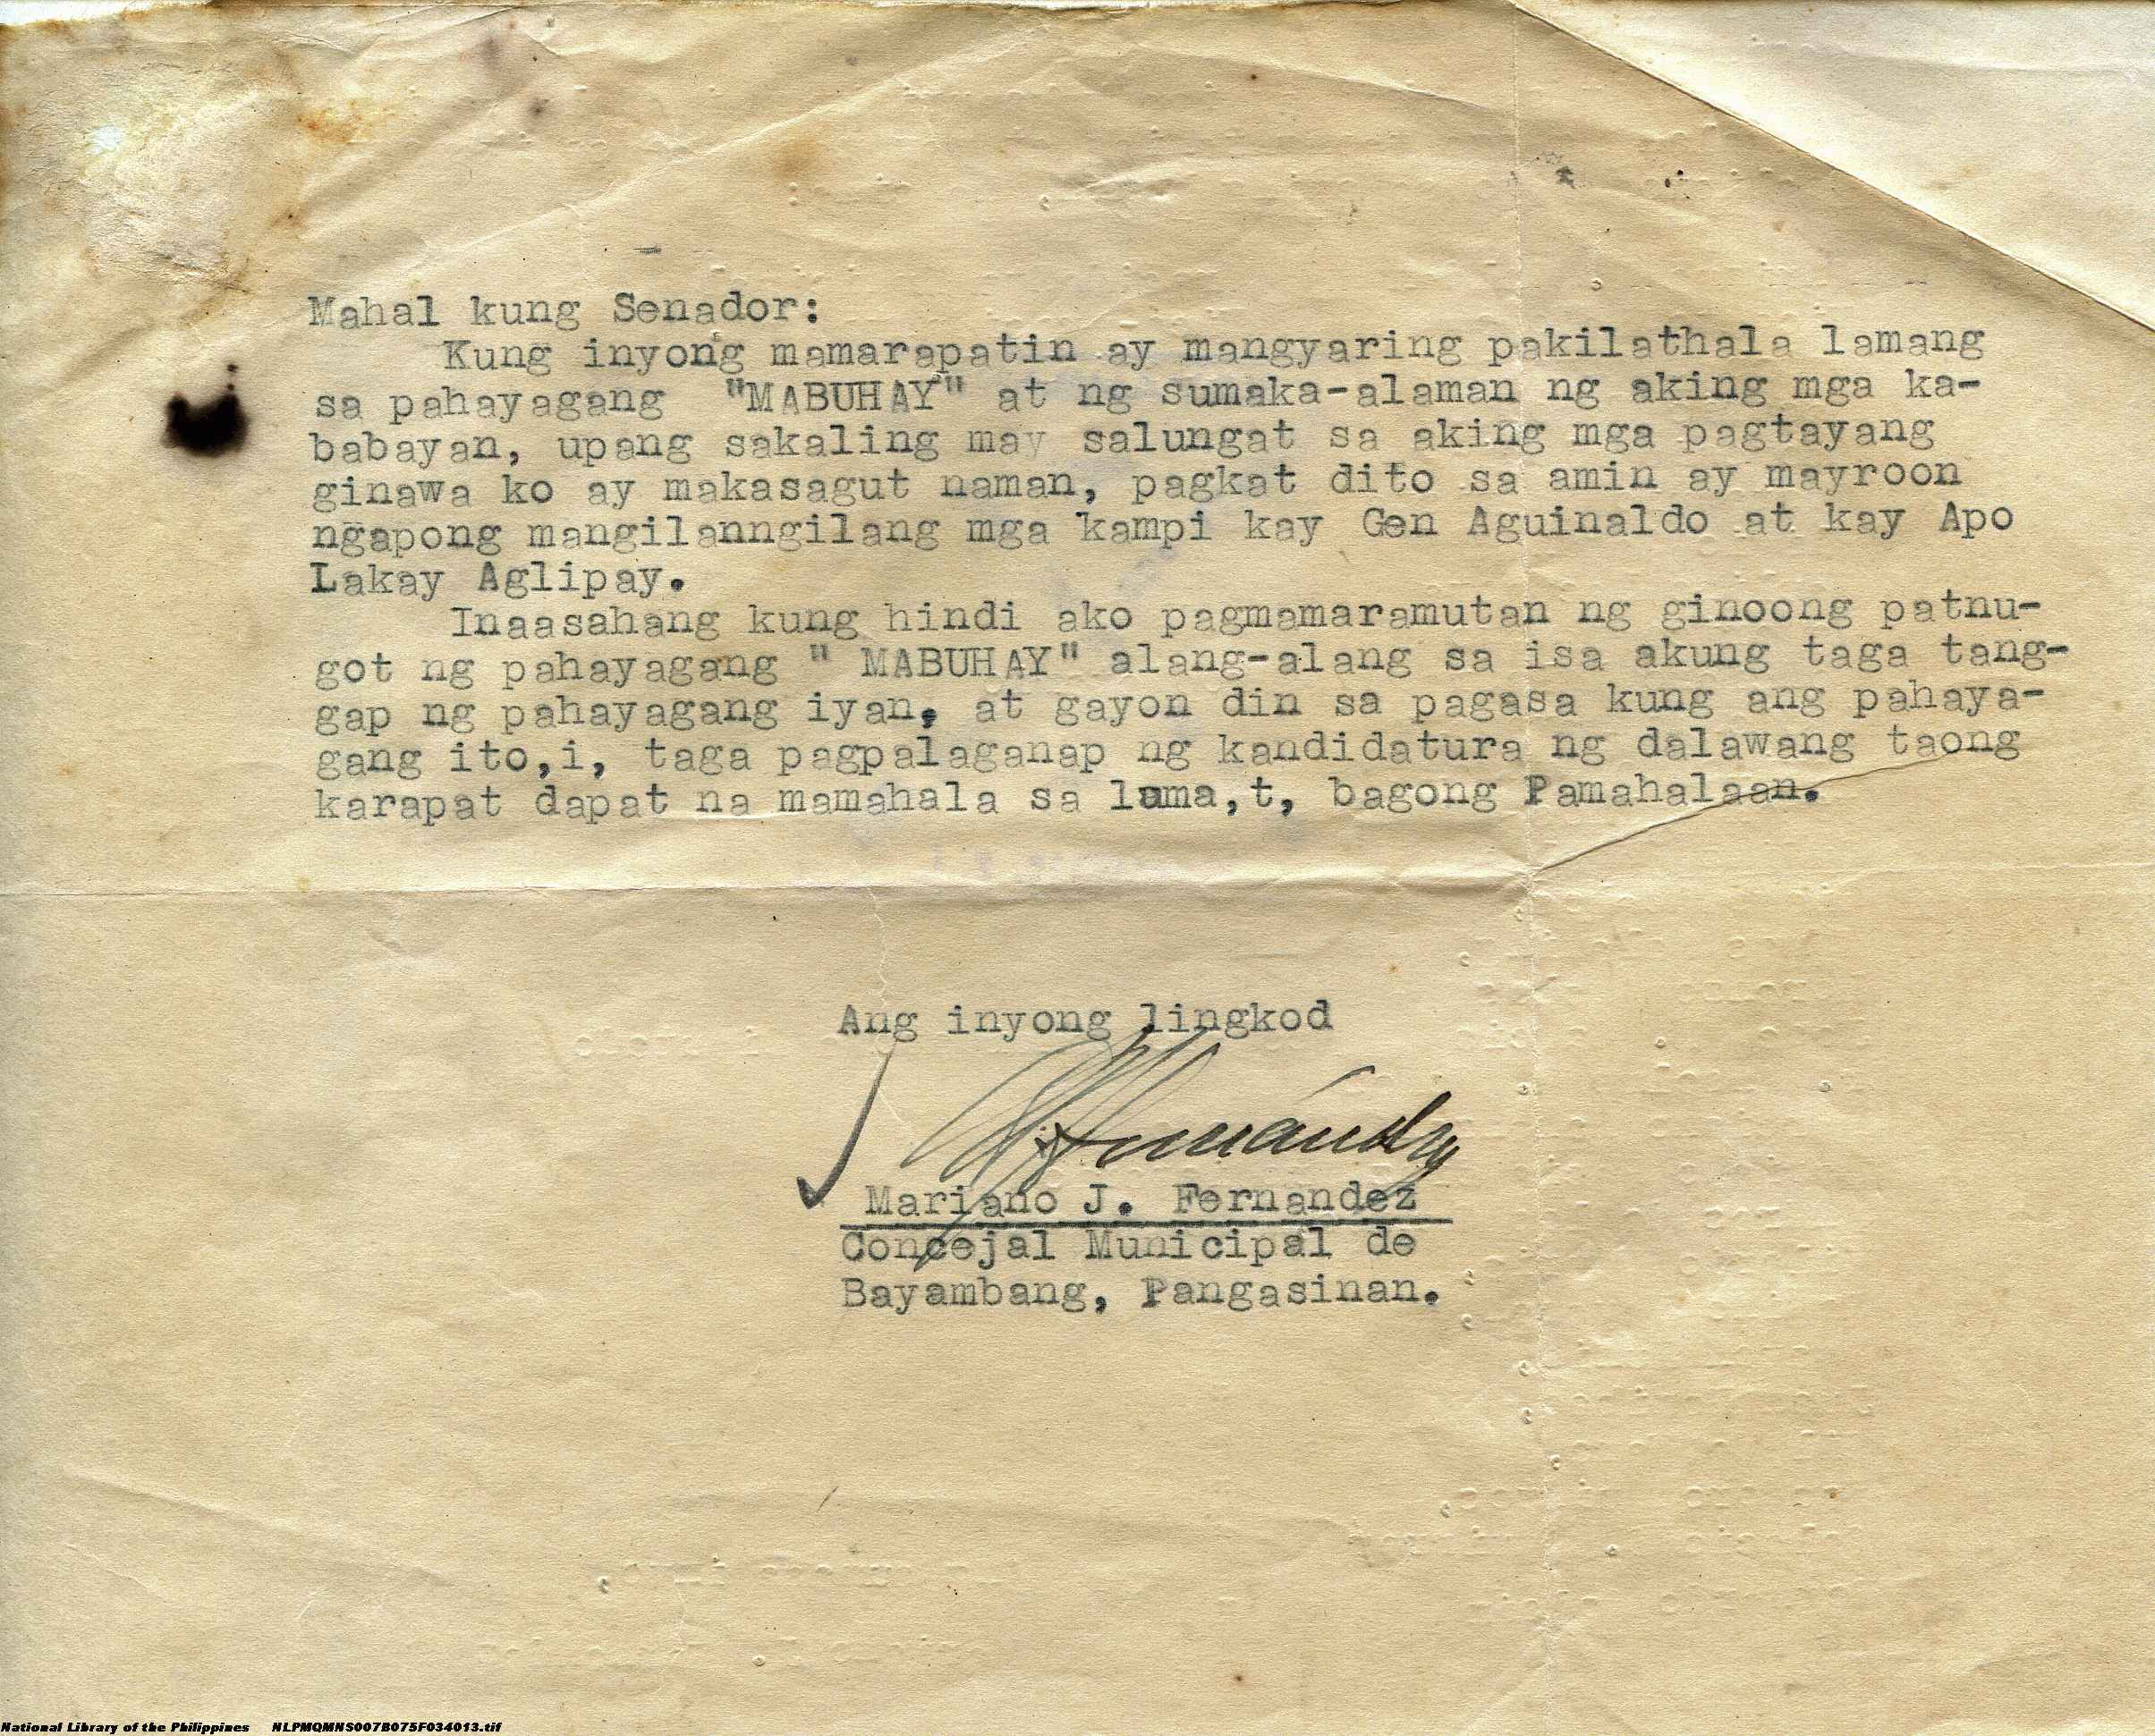 Mahal kung Senador:
Kung inyong mamarapatin ay mangyaring pakilathala lamang
sa pahayagang "MABUHAY" at ng sumaka-alaman ng aking mga ka-
babayan, upang sakaling may salungat sa aking mga pagtayang
ginawa ko ay makasagut naman, pagkat dito sa amin ay mayroon
ngapong mangilanngilang mga kampi kay Gen Aguinaldo at kay Apo
Lakay Aglipay.
Inaasahang kung hindi ako pagmamaramutan ng ginoong patnu-
got ng pahayagang " MABUHAY" alang-alang sa isa akung taga tang-
gap ng pahayagang iyan, at gayon din sa pagasa kung ang pahaya-
gang ito,i, taga pagpalaganap ng kandidatura ng dalawang taong
karapat dapat na mamahala sa luma,t, bagong Pamahalaan.
Ang inyong lingkod
Mariano J. Fernandez
Concejal Municipal de
Bayambang, Pangasinan.
National Library of the Philippines NLPMQMNS007B075F034013.tif